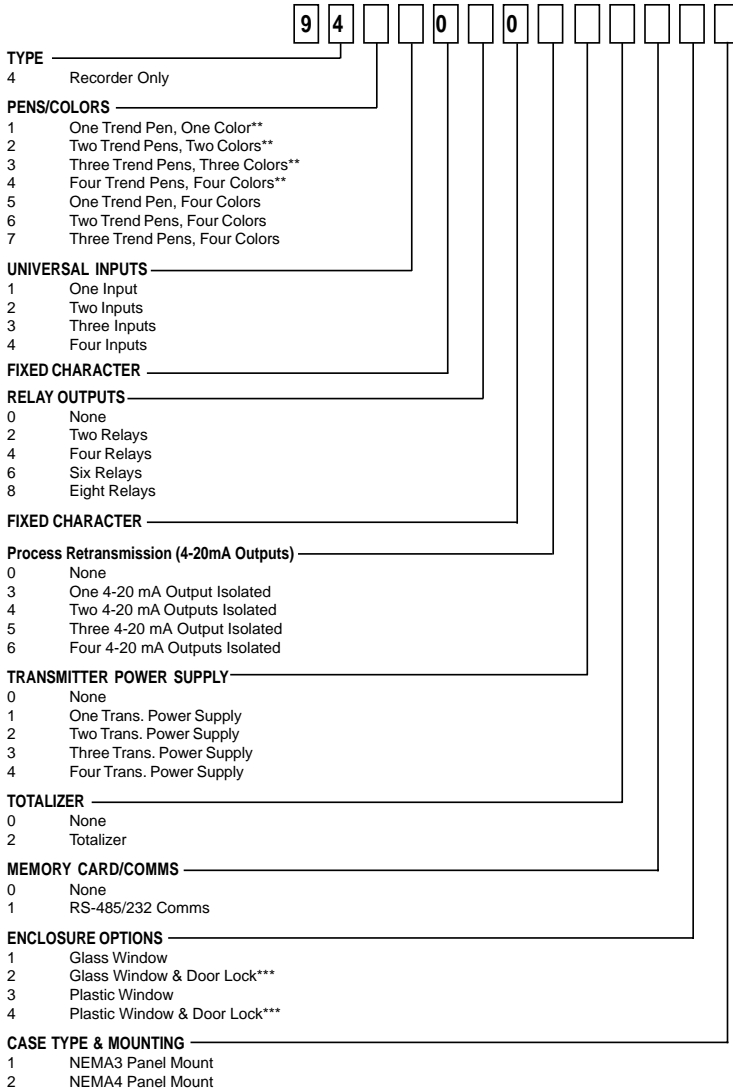 9 4 0 0
TYPE
4 Recorder Only
PENS/COLORS
1 One Trend Pen, One Color**
2 Two Trend Pens, Two Colors**
3 Three Trend Pens, Three Colors**
4 Four Trend Pens, Four Colors**
5 One Trend Pen, Four Colors
6 Two Trend Pens, Four Colors
7 Three Trend Pens, Four Colors
UNIVERSAL INPUTS
1 One Input
2 Two Inputs
3 Three Inputs
4 Four Inputs
FIXED CHARACTER
RELAY OUTPUTS
0 None
2 Two Relays
4 Four Relays
6 Six Relays
8 Eight Relays
FIXED CHARACTER
Process Retransmission (4-20mA Outputs)
0 None
3 One 4-20 mA Output Isolated
4 Two 4-20 mA Outputs Isolated
5 Three 4-20 mA Output Isolated
6 Four 4-20 mA Outputs Isolated
TRANSMITTER POWER SUPPLY
0 None
1 One Trans. Power Supply
2 Two Trans. Power Supply
3 Three Trans. Power Supply
4 Four Trans. Power Supply
TOTALIZER
0 None
2 Totalizer
MEMORY CARD/COMMS
0 None
1 RS-485/232 Comms
ENCLOSURE OPTIONS
1 Glass Window
2 Glass Window & Door Lock***
3 Plastic Window
4 Plastic Window & Door Lock***
CASE TYPE & MOUNTING
1 NEMA3 Panel Mount
2 NEMA4 Panel Mount